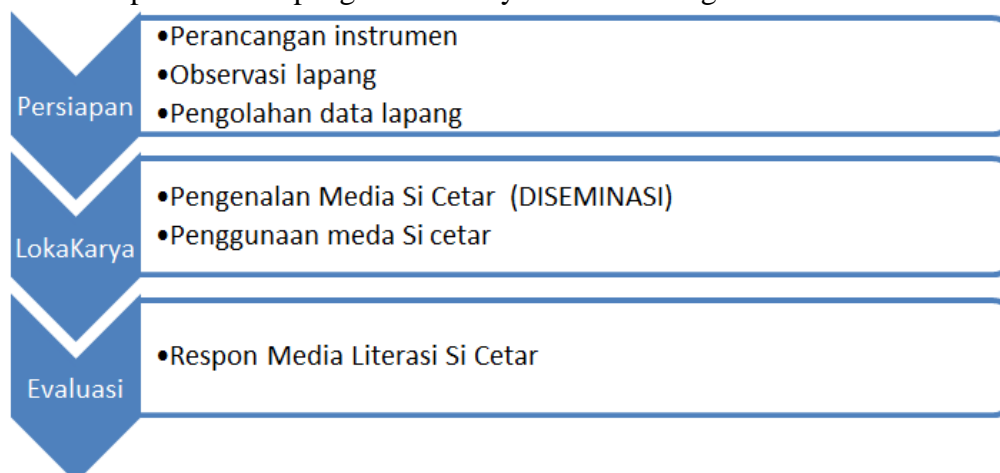 Persiapan
•Perancangan instrumen
•Observasi lapang
•Pengolahan data lapang
LokaKarya
•Pengenalan Media Si Cetar (DISEMINASI)
•Penggunaan meda Si cetar
Evaluasi
•Respon Media Literasi Si Cetar